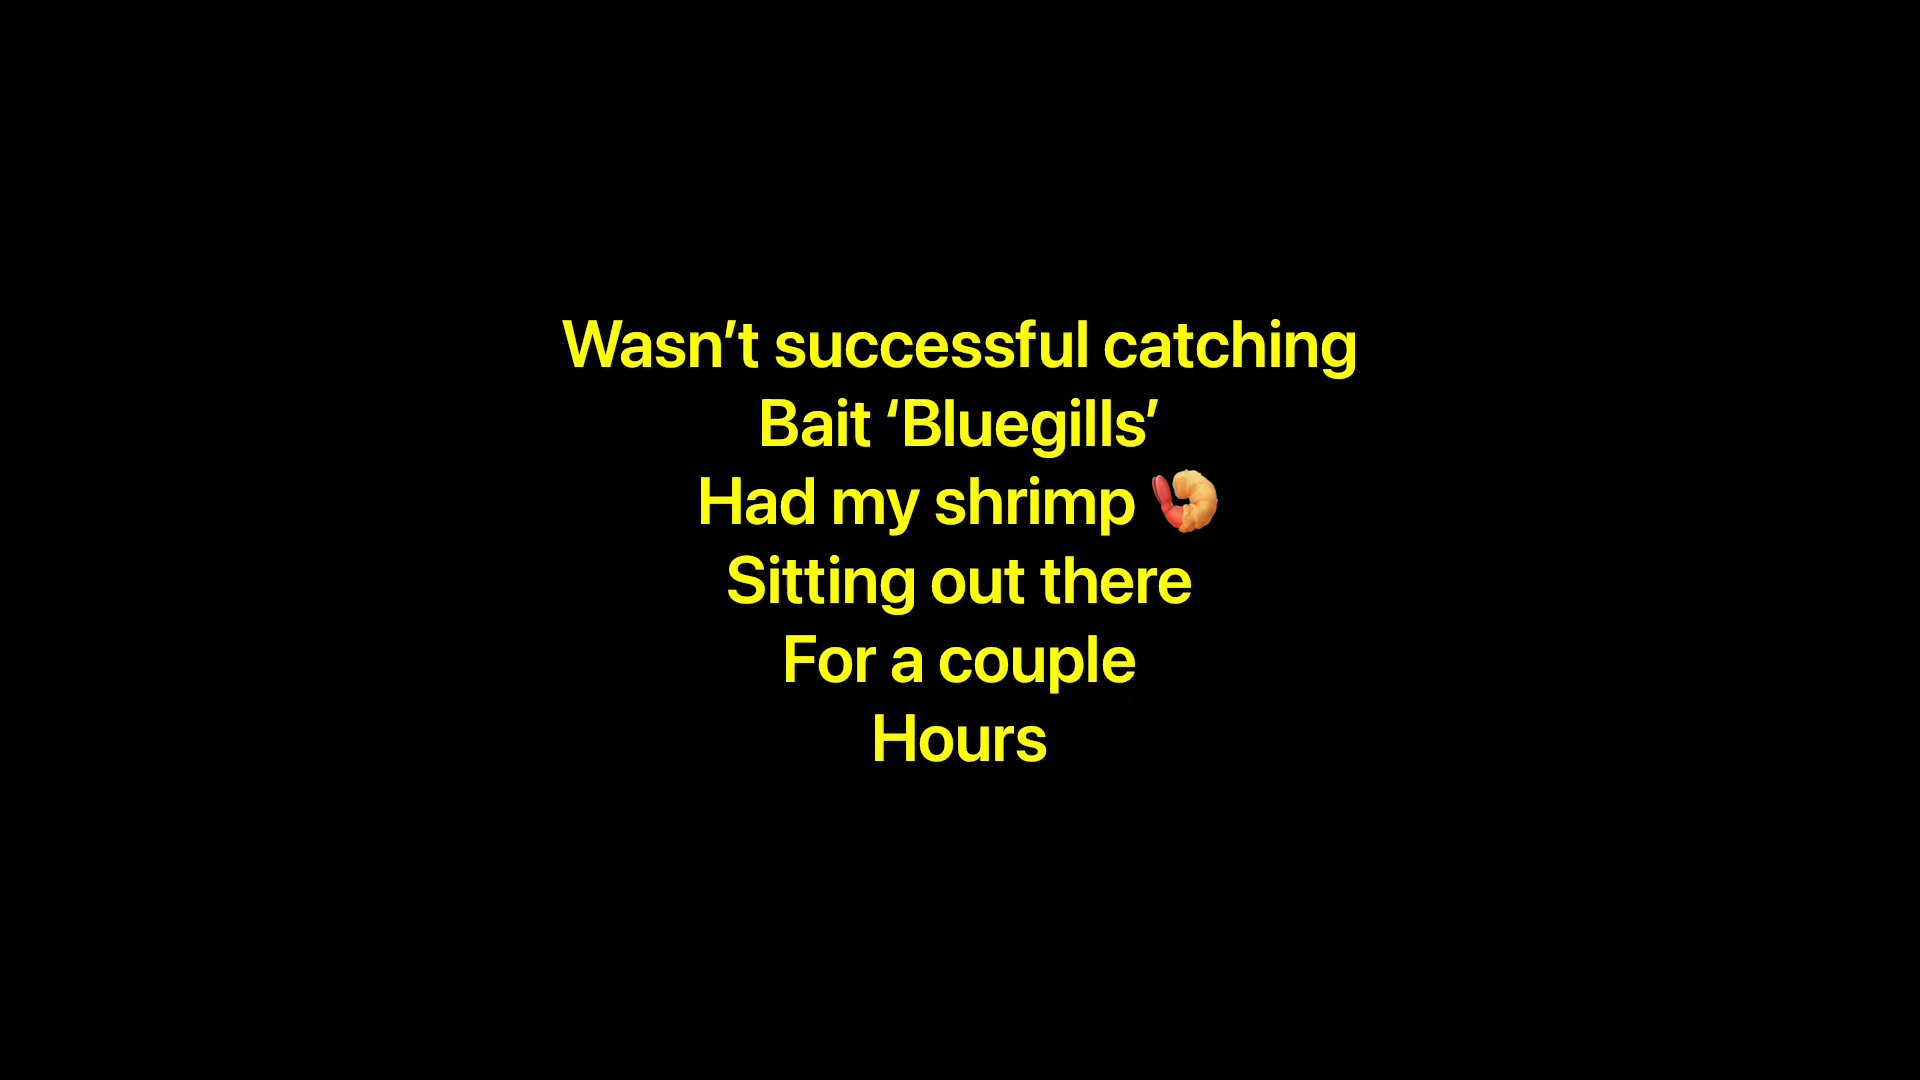 Wasn’t successful catching
Bait ‘Bluegills’
Had my shrimp 🍤
Sitting out there
For a couple
Hours